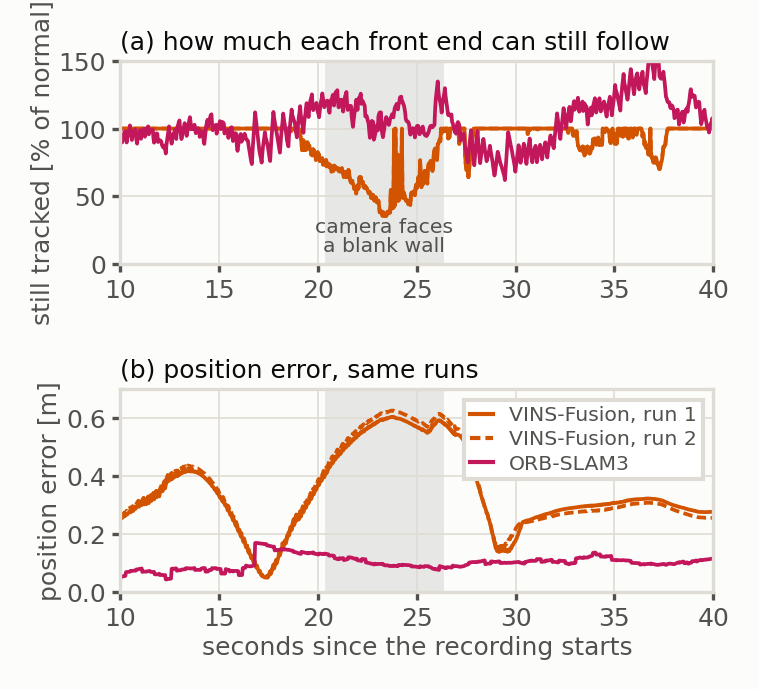 (a) how much each front end can still follow
still tracked [% of normal]
150
100
50
0
camera faces
a blank wall
10 15 20 25 30 35 40
(b) position error, same runs
position error [m]
0.6
0.4
0.2
0.0
VINS-Fusion, run 1
VINS-Fusion, run 2
ORB-SLAM3
10 15 20 25 30 35 40
seconds since the recording starts